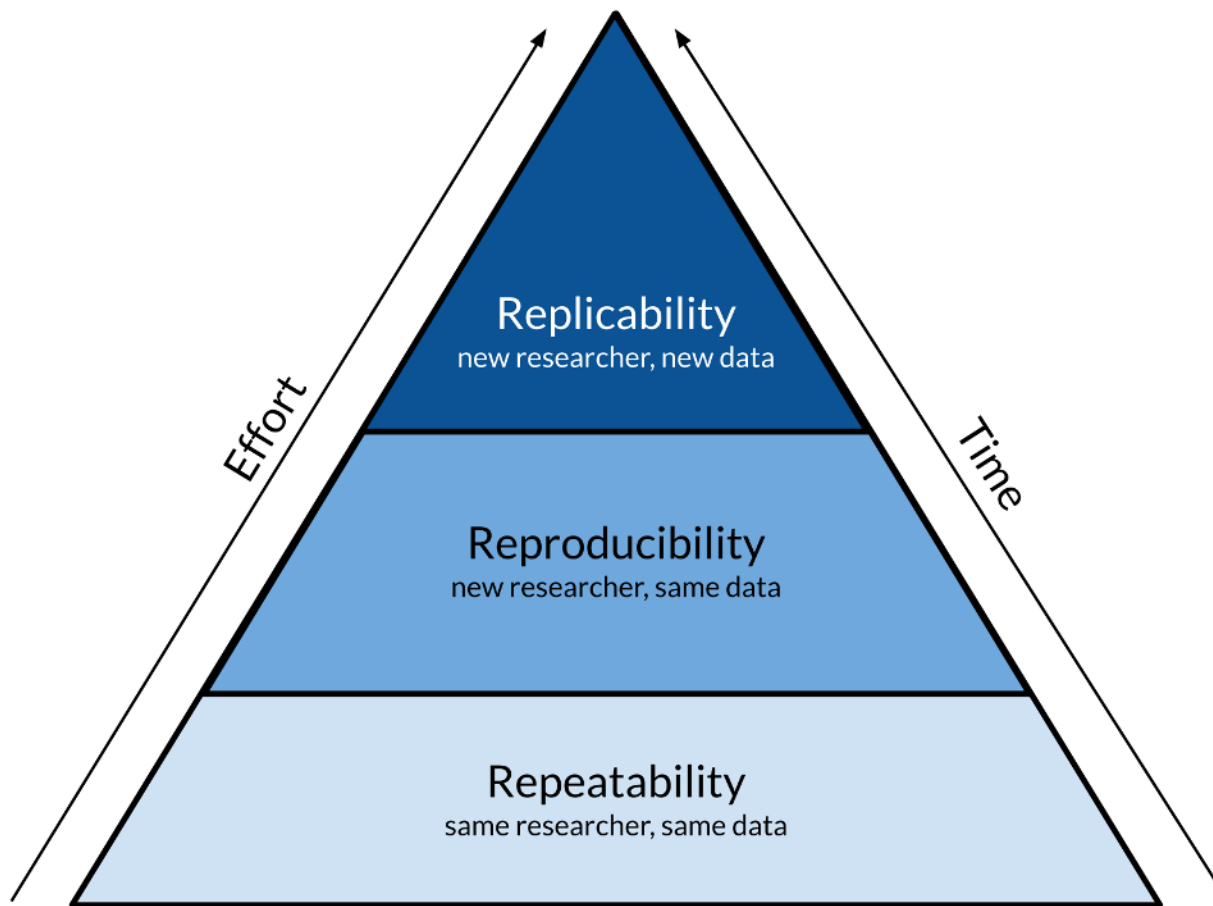 Replicability
new researcher, new data
Effort
Time
Reproducibility
new researcher, same data
Repeatability
same researcher, same data